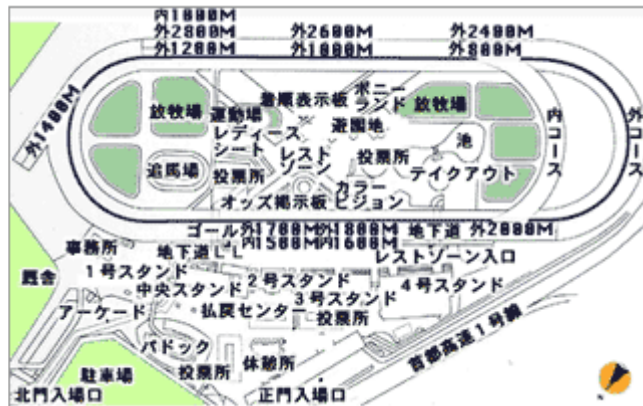 内1800M
外2800M 外2600M 外2400M
外1200M 外1000M 外800M
外1400M
放牧場
運動場
着順表示板
ポニーランド
放牧場
レディースシート
遊園地
池
内コース
外コース
追馬場
投票所
レストゾーン
投票所
テイクアウト
オッズ掲示板
カラービジョン
ゴール
外1700M 外1800M 地下道 外2000M
内1500M 内1600M
事務所
地下道
レストゾーン入口
厩舎
1号スタンド
中央スタンド
2号スタンド
3号スタンド
4号スタンド
アーケード
払戻センター
投票所
パドック
首都高速1号線
駐車場
投票所
休憩所
北門入場口
正門入場口